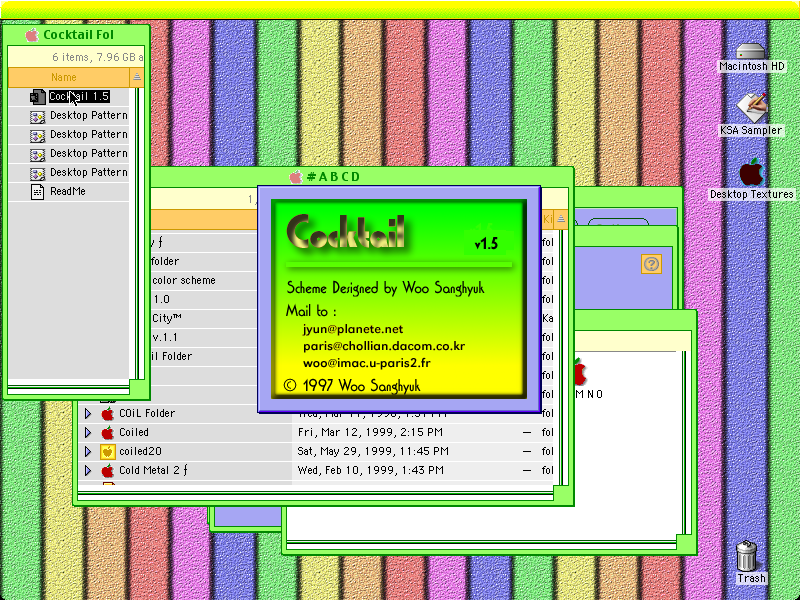 Cocktail Fol
6 items, 7.96 GB a
Name
Cocktail 1.5
Desktop Pattern
Desktop Pattern
Desktop Pattern
Desktop Pattern
ReadMe
Macintosh HD
KSA Sampler
Desktop Textures
Trash
#ABCD
1,
Ki
y ƒ
fol
folder
fol
color scheme
fol
1.0
fol
City™
Ka
v.1.1
fol
il Folder
fol
fol
fol
COiL Folder
fol
Coiled
Fri, Mar 12, 1999, 2:15 PM
—
fol
coiled20
Sat, May 29, 1999, 11:45 PM
—
fol
Cold Metal 2 ƒ
Wed, Feb 10, 1999, 1:43 PM
—
fol
M N O
Cocktail
v1.5
Scheme Derigned by Woo Sanghyuk
Mail to :
jyun@planete.net
paris@chollian.dacom.co.kr
woo@imac.u-paris2.fr
© 1997 Woo Sanghyuk